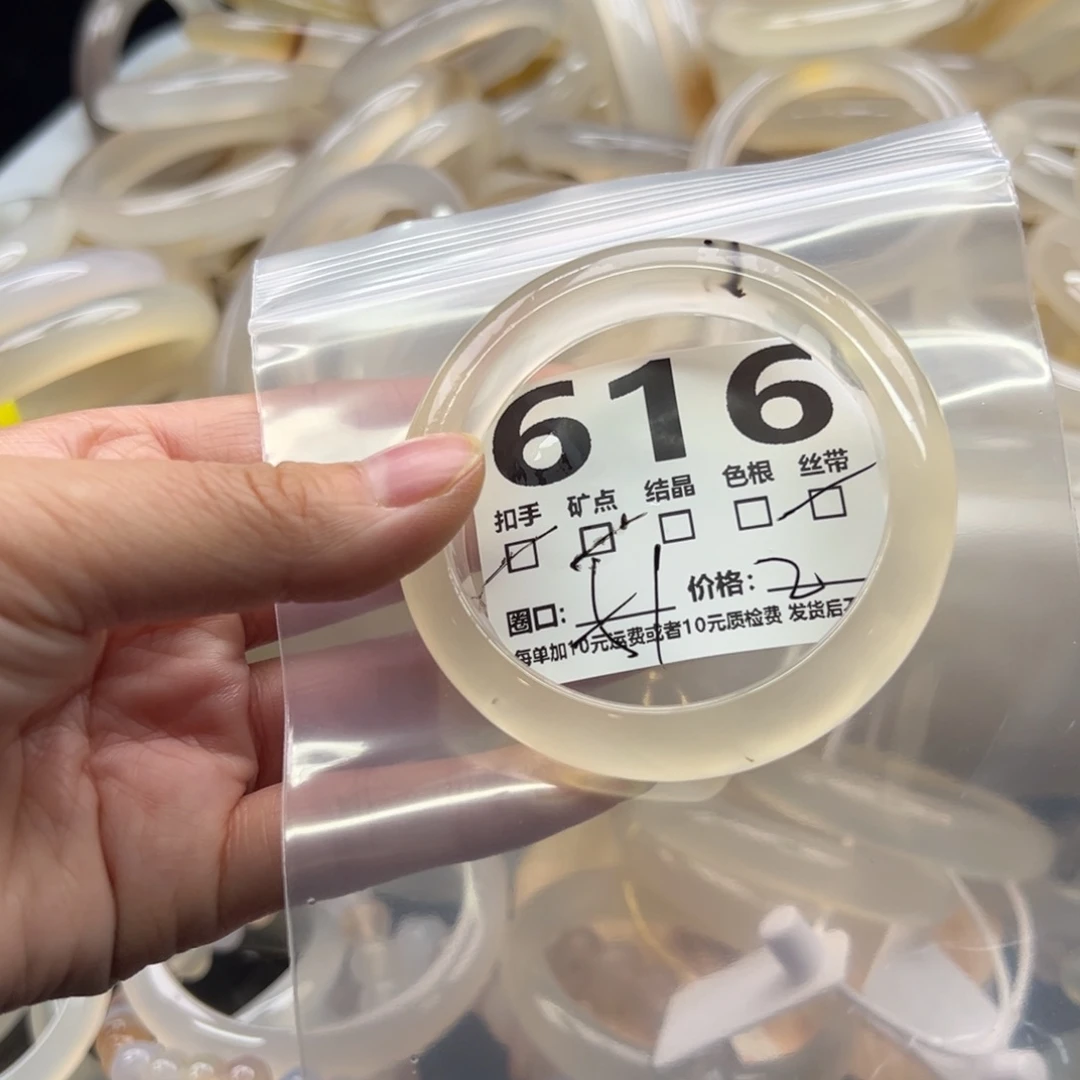 616
扣手 矿点 结晶 色根 丝带
圈口: 价格:
每单加10元运费或者10元质检费 发货后不